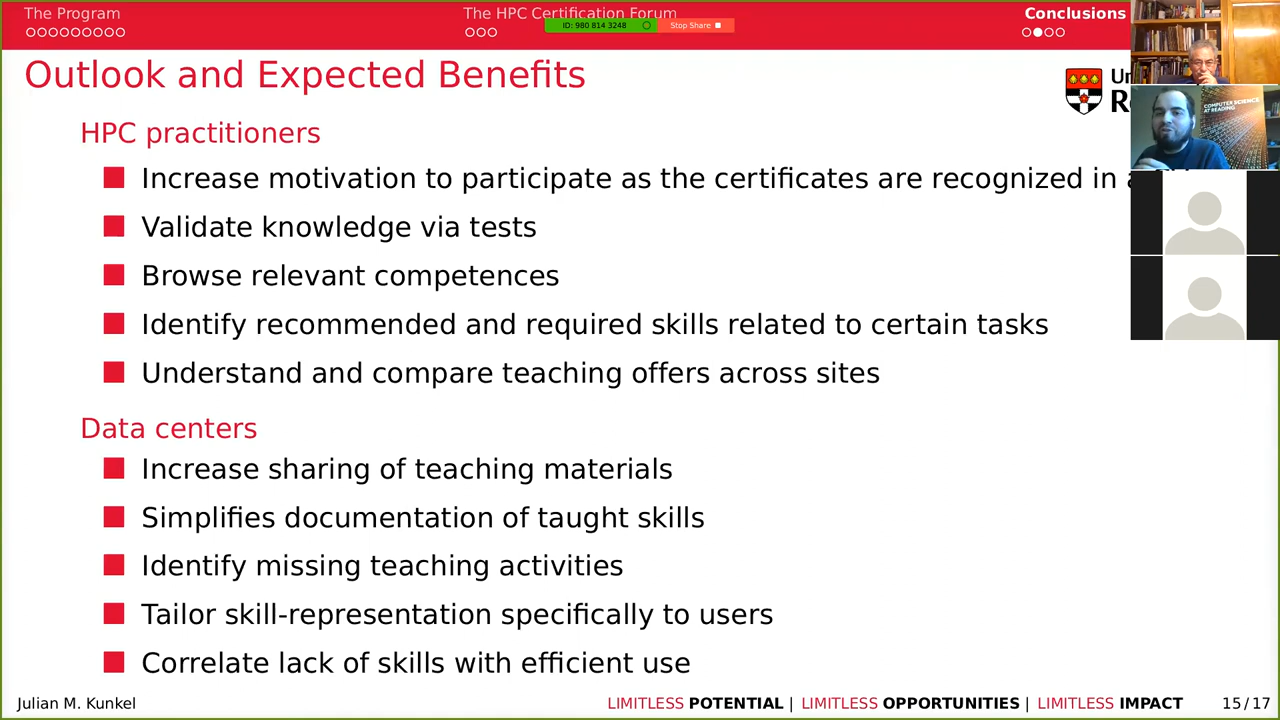 The Program
The HPC Certification Forum
Conclusions
ID: 980 814 3248
Stop Share
Outlook and Expected Benefits
HPC practitioners
Increase motivation to participate as the certificates are recognized in
Validate knowledge via tests
Browse relevant competences
Identify recommended and required skills related to certain tasks
Understand and compare teaching offers across sites
Data centers
Increase sharing of teaching materials
Simplifies documentation of taught skills
Identify missing teaching activities
Tailor skill-representation specifically to users
Correlate lack of skills with efficient use
COMPUTER SCIENCE
AT READING
Julian M. Kunkel
LIMITLESS POTENTIAL | LIMITLESS OPPORTUNITIES | LIMITLESS IMPACT
15/17